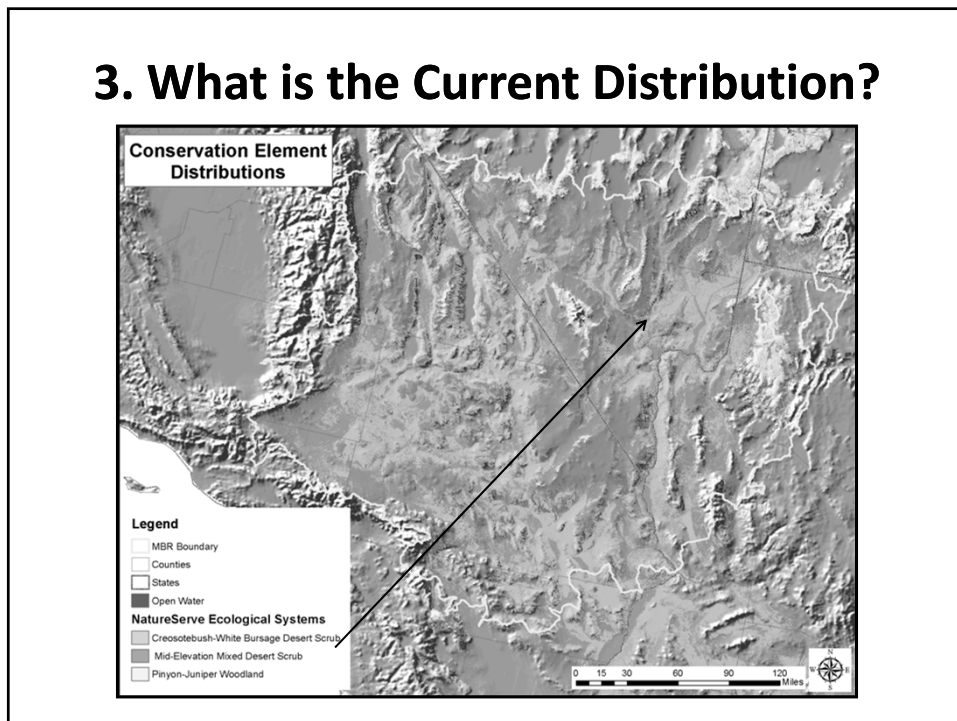 3. What is the Current Distribution?
Conservation Element
Distributions
Legend
MBR Boundary
Counties
States
Open Water
NatureServe Ecological Systems
Creosotebush-White Bursage Desert Scrub
Mid-Elevation Mixed Desert Scrub
Pinyon-Juniper Woodland
0 15 30 60 90 120
Miles
N
W E
S